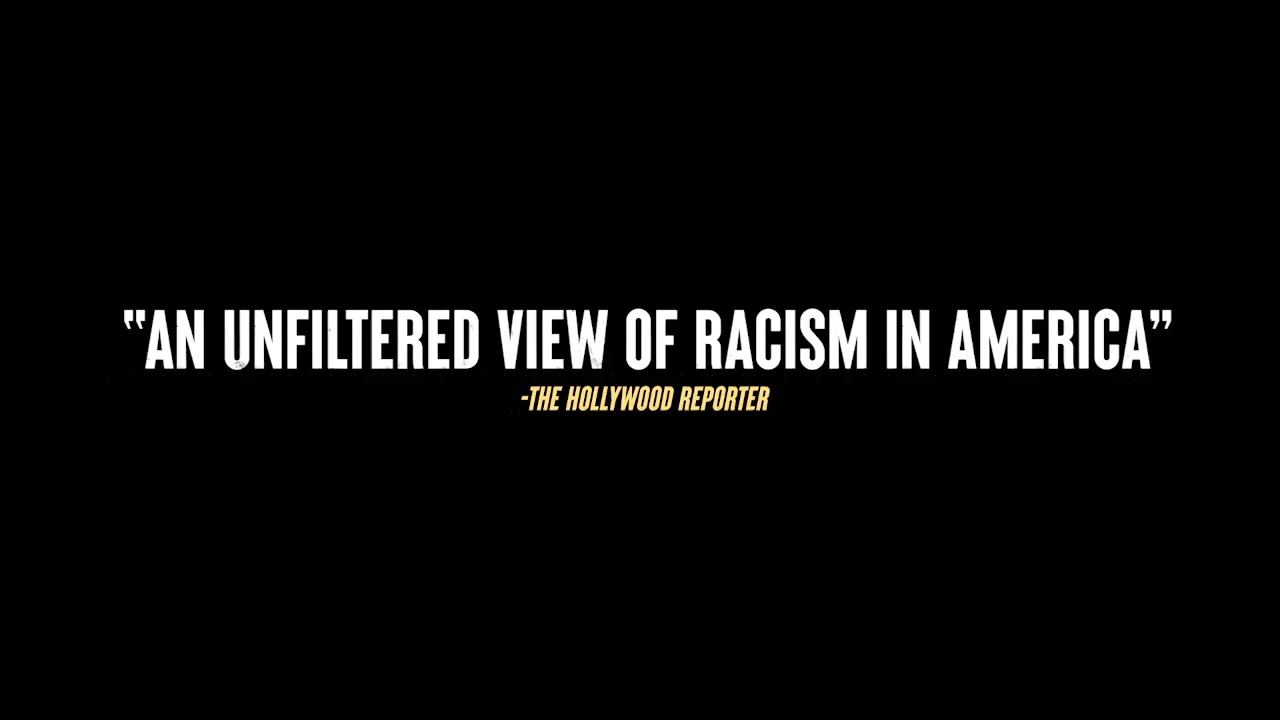 “AN UNFILTERED VIEW OF RACISM IN AMERICA”
-THE HOLLYWOOD REPORTER